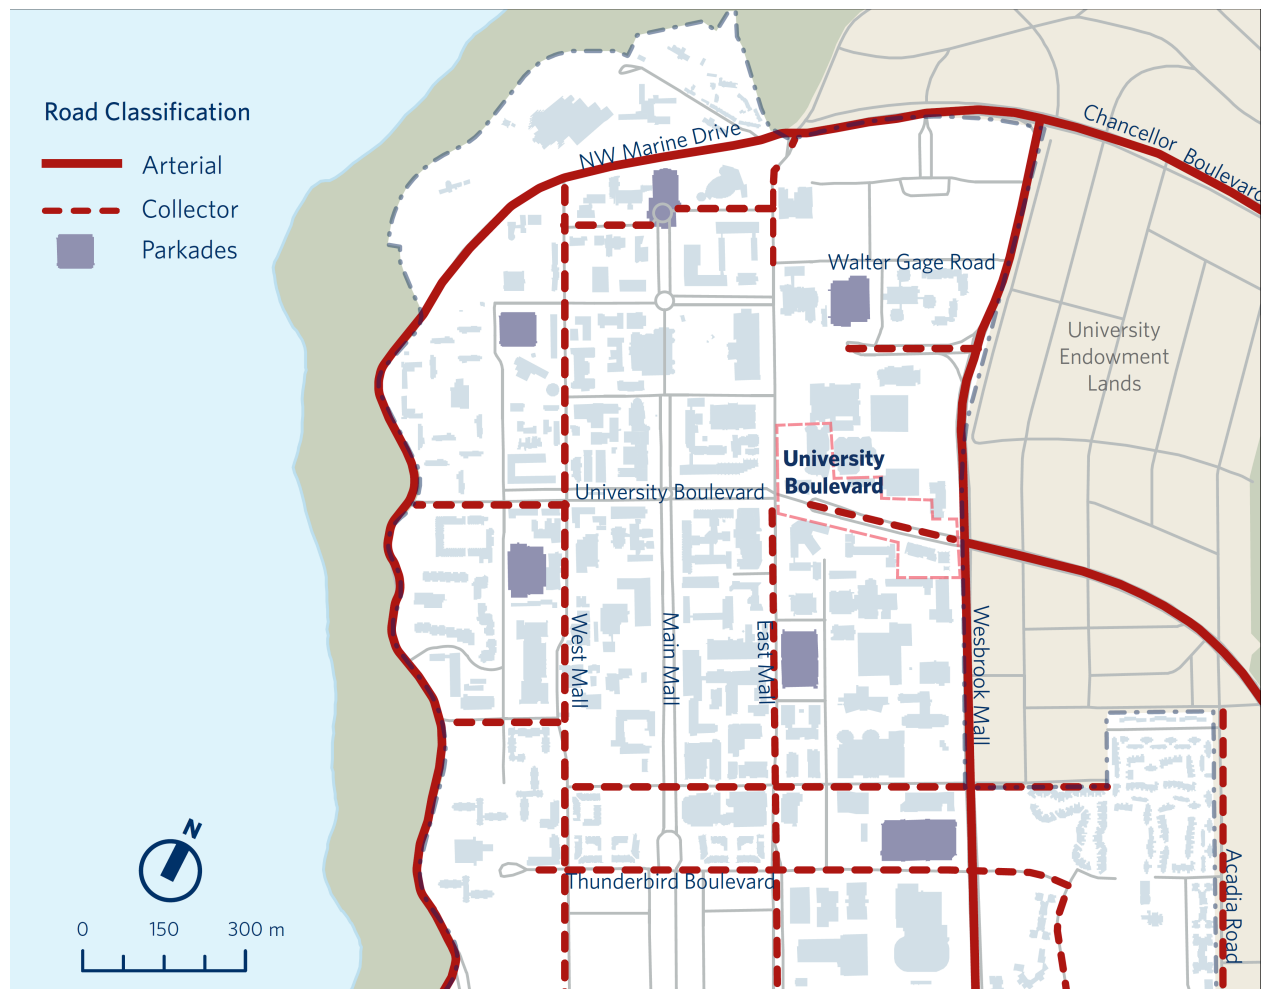 Road Classification
Arterial
Collector
Parkades
NW Marine Drive
Chancellor Boulevard
Walter Gage Road
University
Endowment
Lands
University
Boulevard
University Boulevard
West Mall
Main Mall
East Mall
Wesbrook Mall
Thunderbird Boulevard
Acadia Road
N
0 150 300 m